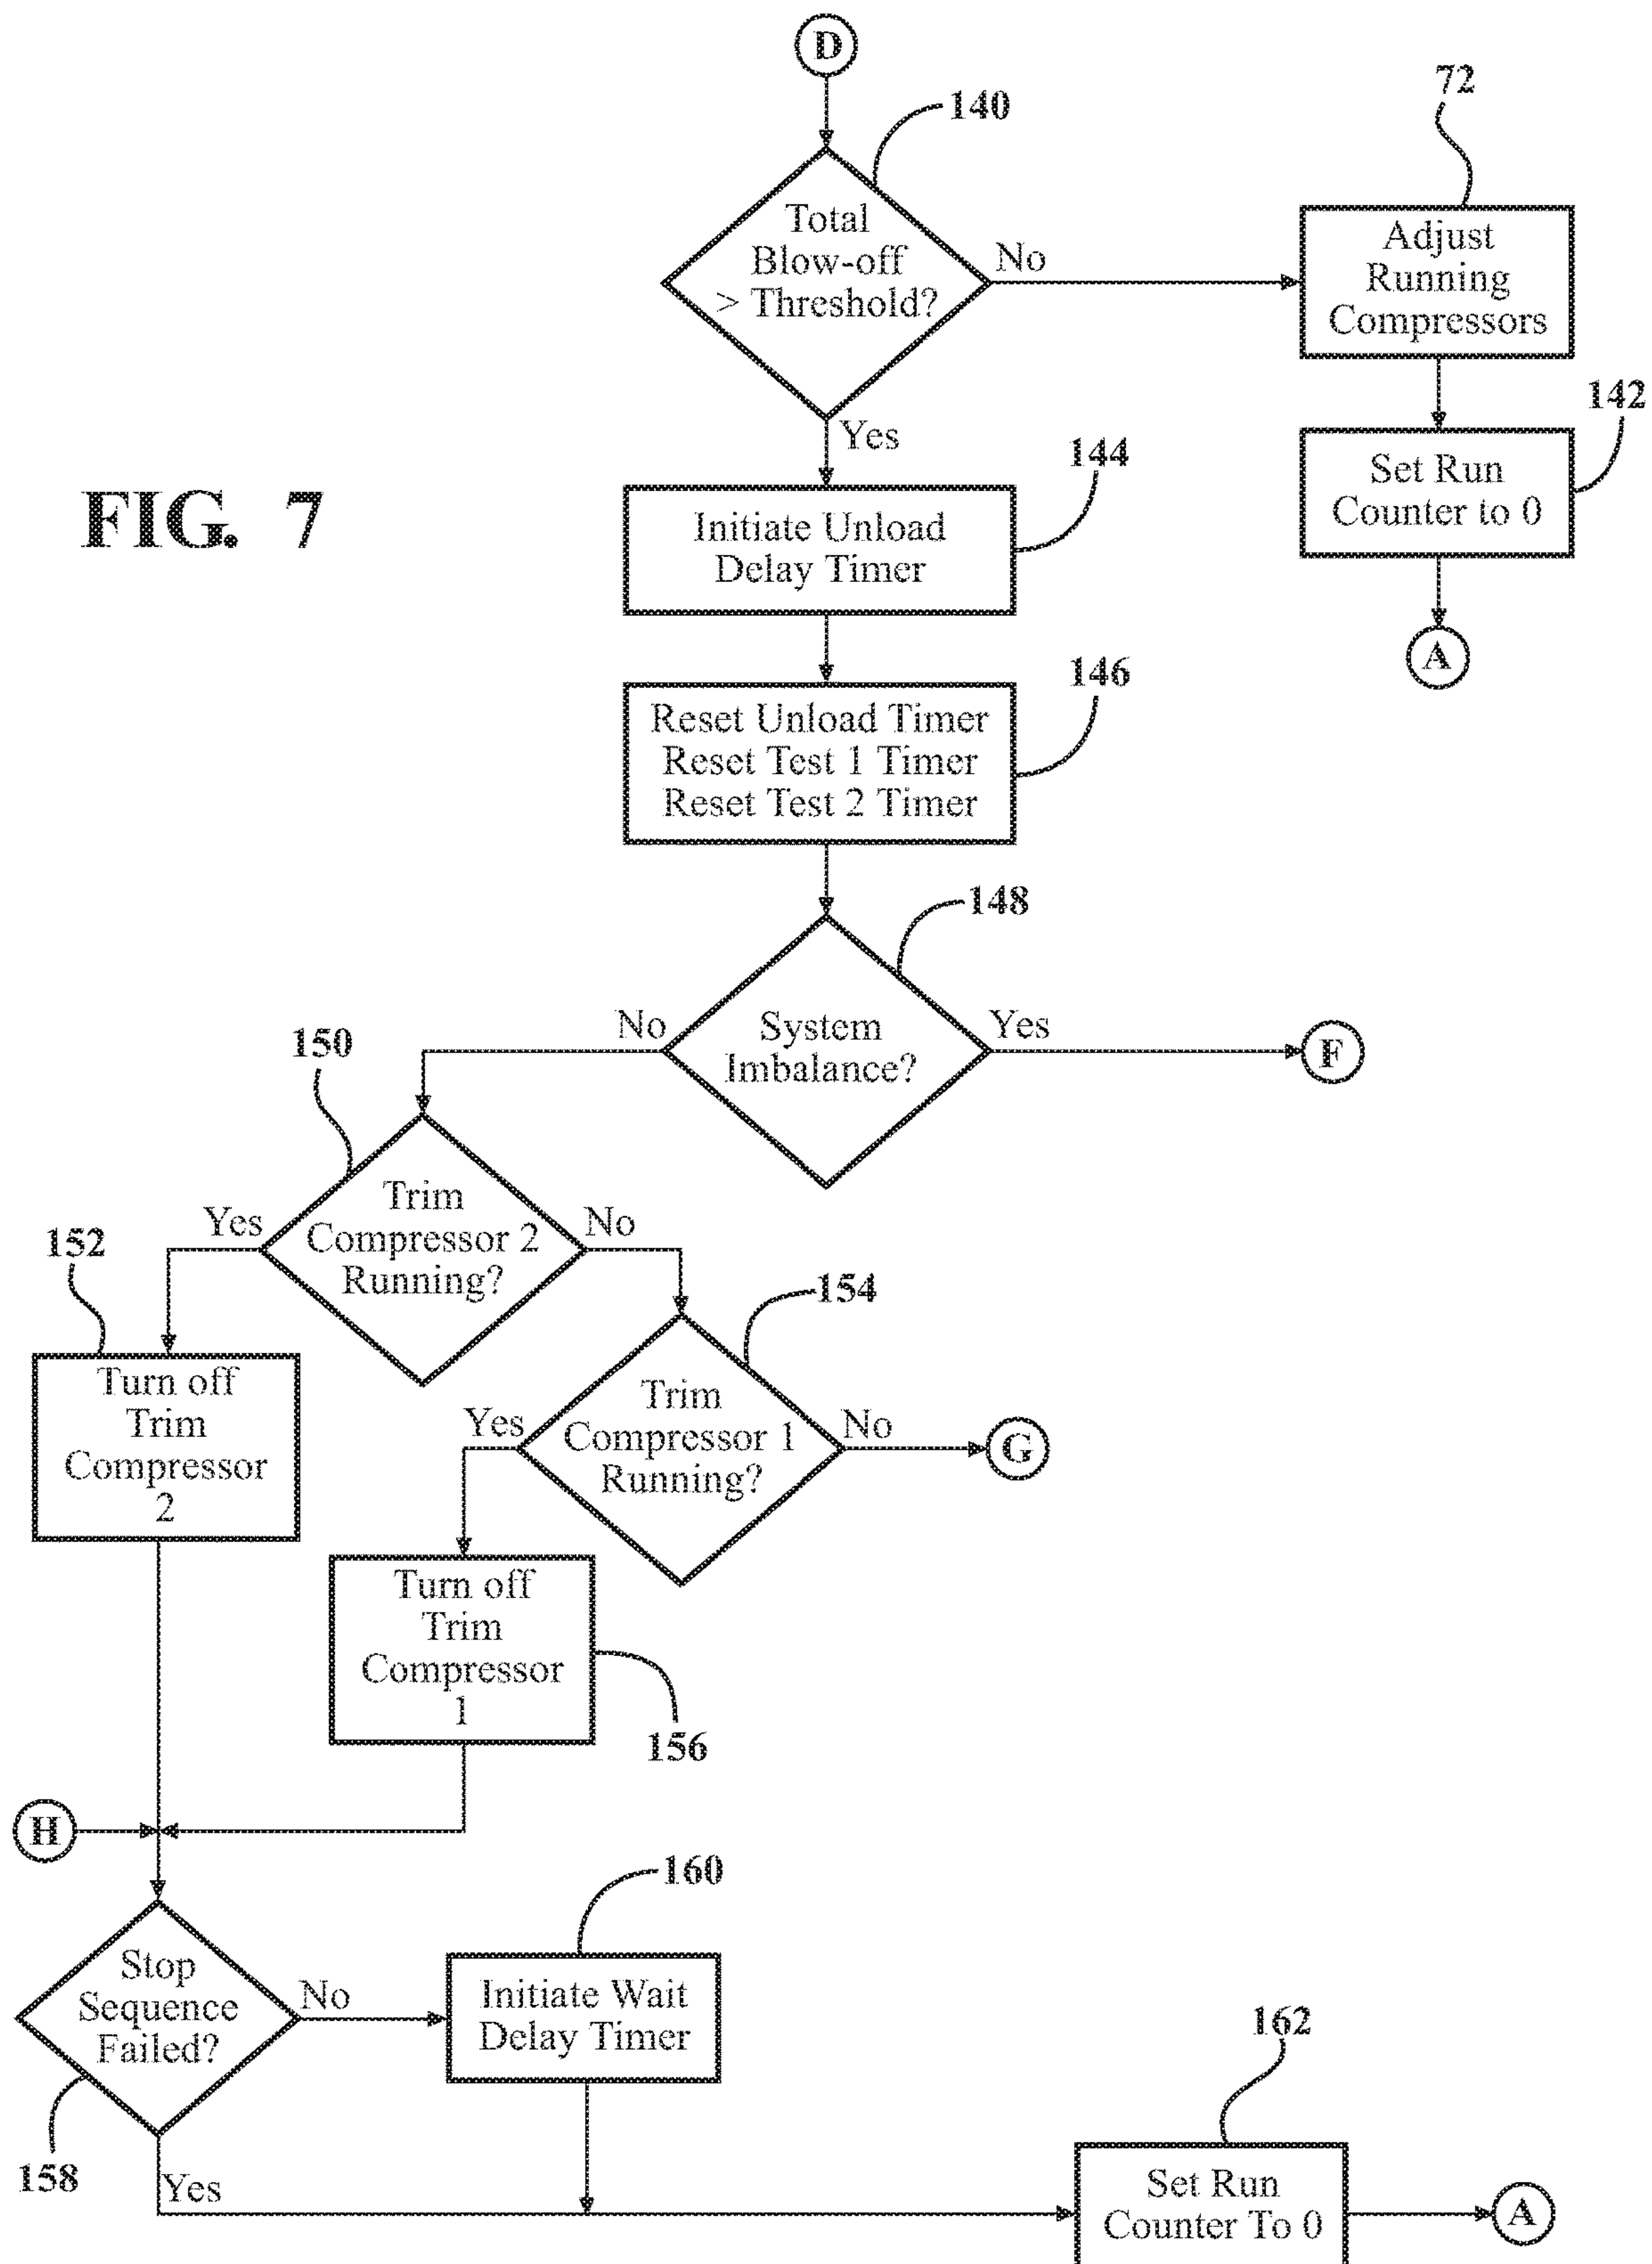 D
140
72
Total
Blow-off
> Threshold?
No
Adjust
Running
Compressors
142
Yes
144
Set Run
Counter to 0
FIG. 7
Initiate Unload
Delay Timer
A
146
Reset Unload Timer
Reset Test 1 Timer
Reset Test 2 Timer
148
No
System
Imbalance?
Yes
F
150
Trim
Compressor 2
Running?
Yes
No
152
154
Turn off
Trim
Compressor
2
Trim
Compressor 1
Running?
Yes
No
G
Turn off
Trim
Compressor
1
156
H
160
Stop
Sequence
Failed?
No
Initiate Wait
Delay Timer
162
158
Yes
Set Run
Counter To 0
A